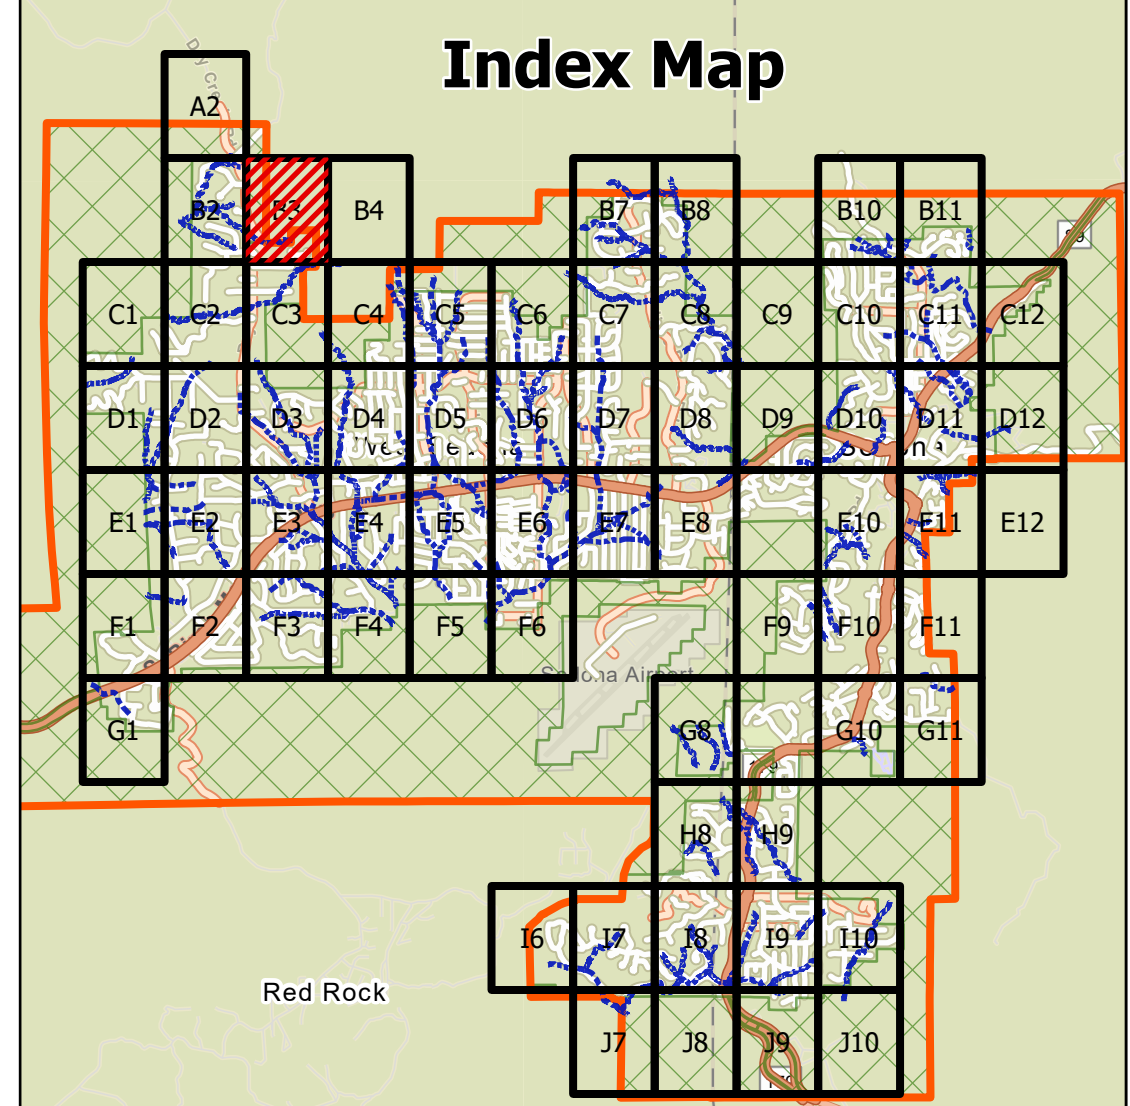 Index Map
A2
B2 B3 B4 B7 B8 B10 B11
C1 C2 C3 C4 C5 C6 C7 C8 C9 C10 C11 C12
D1 D2 D3 D4 D5 D6 D7 D8 D9 D10 D11 D12
E1 E2 E3 E4 E5 E6 E7 E8 E10 E11 E12
F1 F2 F3 F4 F5 F6 F9 F10 F11
Sedona Airport
G1 G8 G10 G11
H8 H9
I6 I7 I8 I9 I10
Red Rock
J7 J8 J9 J10